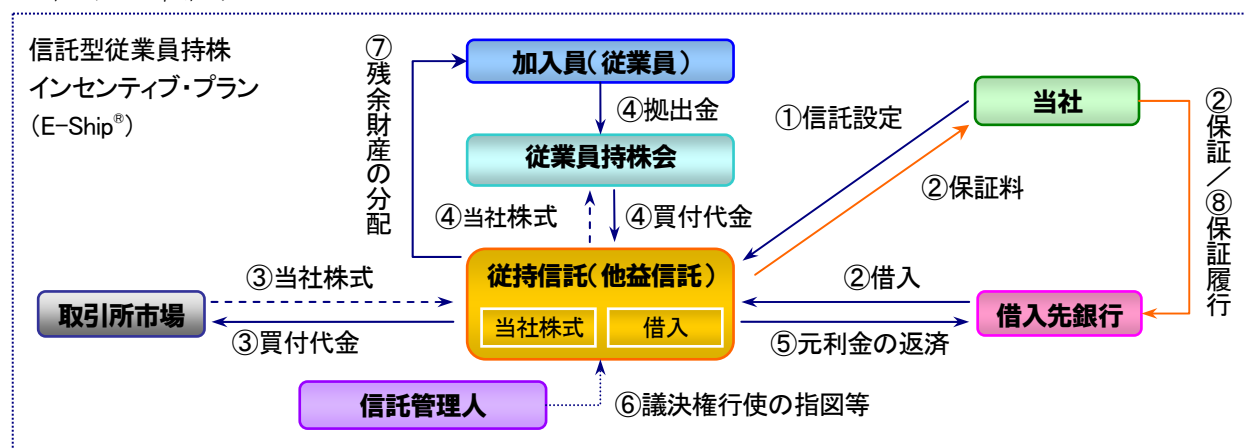 信託型従業員持株
インセンティブ・プラン
(E-Ship®)
⑦残余財産の分配
加入員(従業員)
④拠出金
従業員持株会
④当社株式
④買付代金
①信託設定
当社
②保証料
②保証/⑧保証履行
従持信託(他益信託)
当社株式
借入
③当社株式
取引所市場
③買付代金
②借入
借入先銀行
⑤元利金の返済
信託管理人
⑥議決権行使の指図等